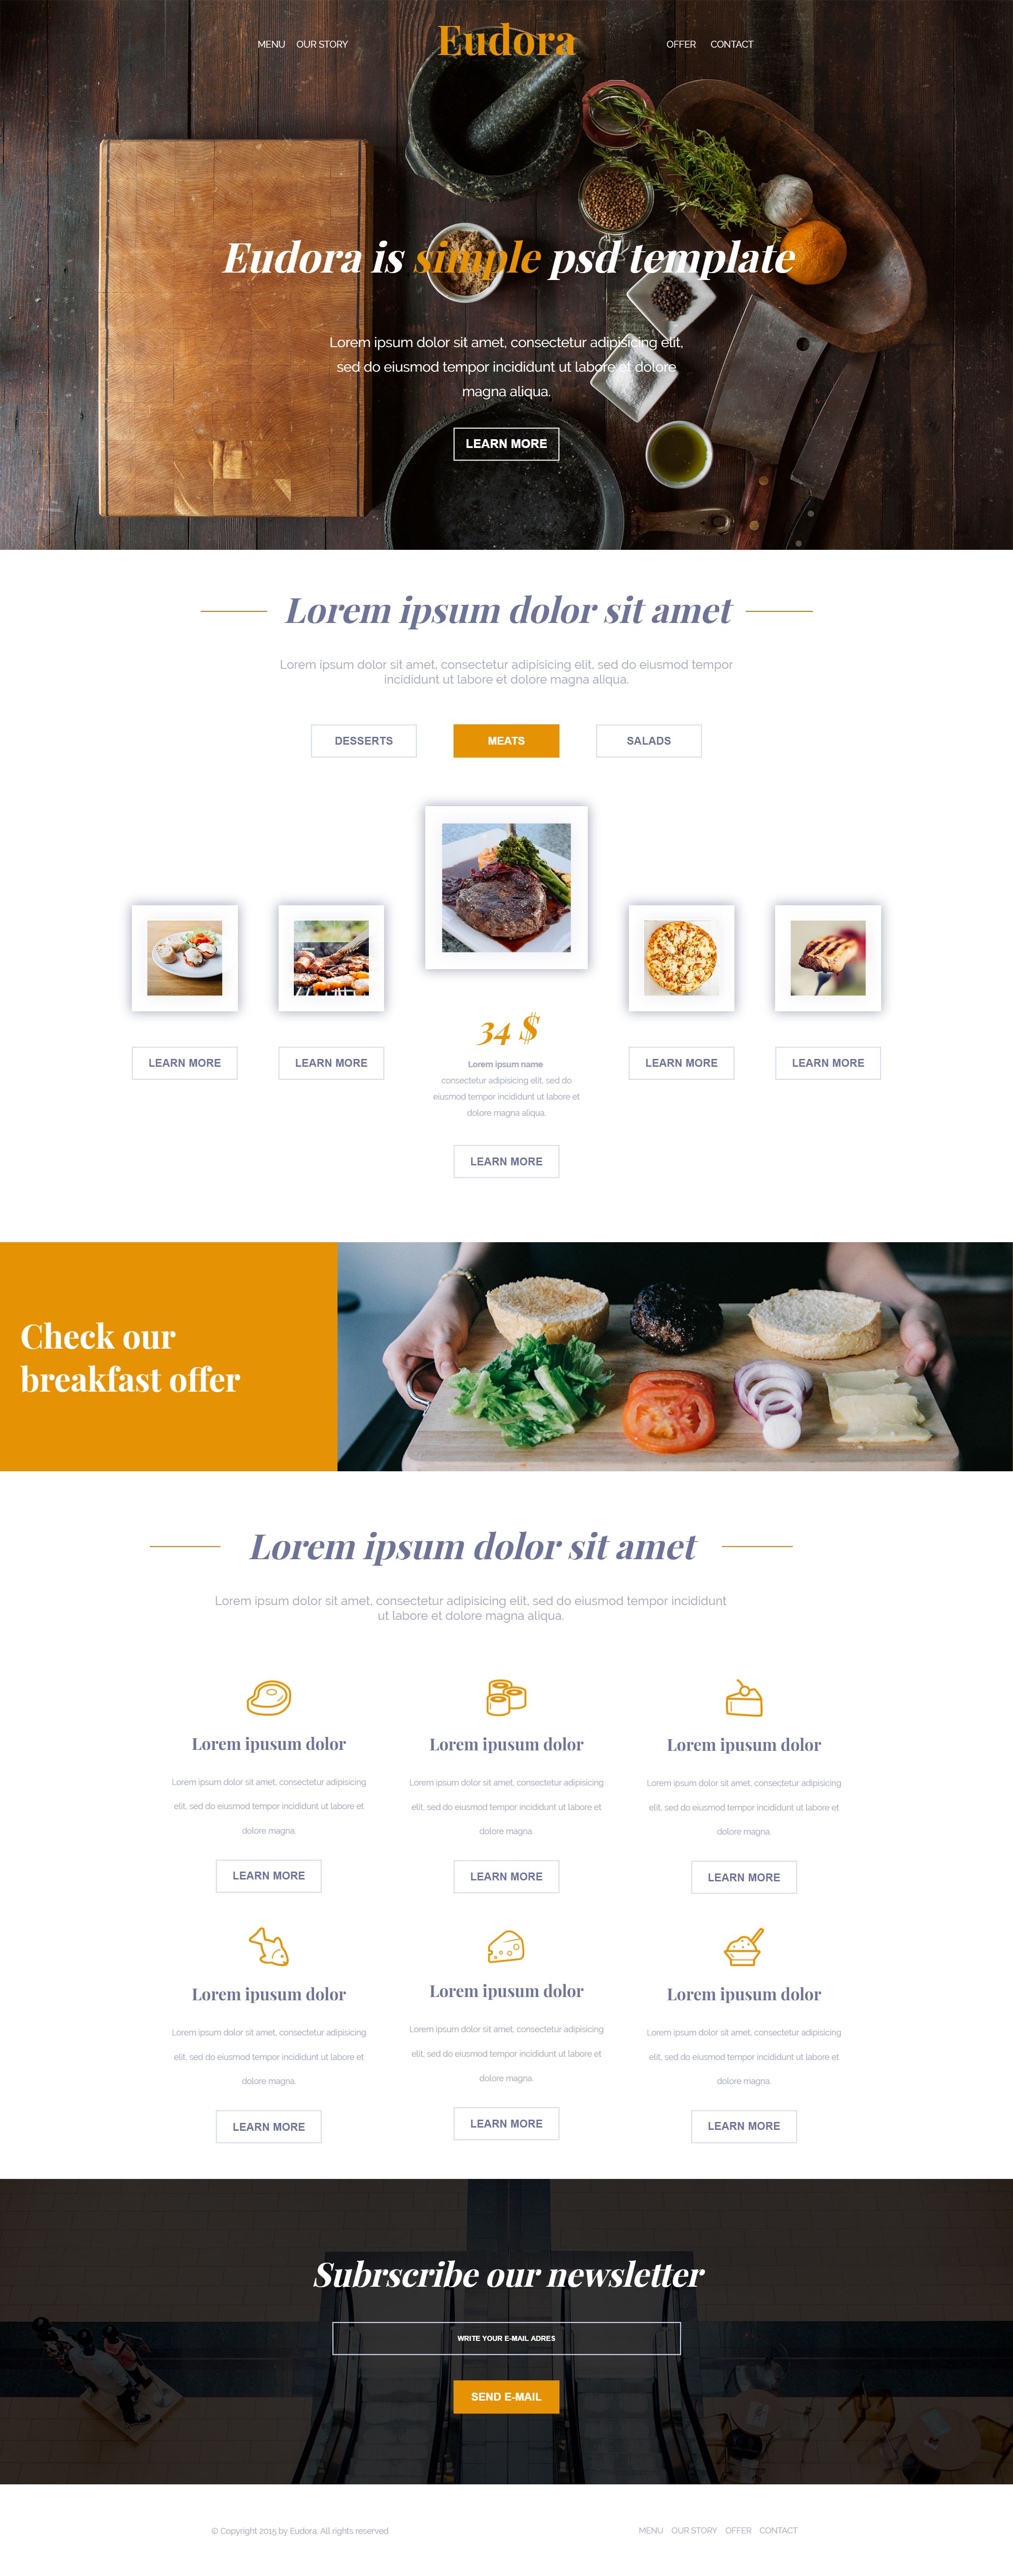 MENU OUR STORY Eudora OFFER CONTACT
Eudora is simple psd template
Lorem ipsum dolor sit amet, consectetur adipisicing elit,
sed do eiusmod tempor incididunt ut labore et dolore
magna aliqua.
LEARN MORE
Lorem ipsum dolor sit amet
Lorem ipsum dolor sit amet, consectetur adipisicing elit, sed do eiusmod tempor
incididunt ut labore et dolore magna aliqua.
DESSERTS MEATS SALADS
34 $
Lorem ipsum name
consectetur adipisicing elit, sed do
eiusmod tempor incididunt ut labore et
dolore magna aliqua.
LEARN MORE LEARN MORE LEARN MORE LEARN MORE
LEARN MORE
Check our
breakfast offer
Lorem ipsum dolor sit amet
Lorem ipsum dolor sit amet, consectetur adipisicing elit, sed do eiusmod tempor incididunt
ut labore et dolore magna aliqua.
Lorem ipusum dolor
Lorem ipsum dolor sit amet, consectetur adipisicing
elit, sed do eiusmod tempor incididunt ut labore et
dolore magna.
LEARN MORE
Lorem ipusum dolor
Lorem ipsum dolor sit amet, consectetur adipisicing
elit, sed do eiusmod tempor incididunt ut labore et
dolore magna.
LEARN MORE
Lorem ipusum dolor
Lorem ipsum dolor sit amet, consectetur adipisicing
elit, sed do eiusmod tempor incididunt ut labore et
dolore magna.
LEARN MORE
Lorem ipusum dolor
Lorem ipsum dolor sit amet, consectetur adipisicing
elit, sed do eiusmod tempor incididunt ut labore et
dolore magna.
LEARN MORE
Lorem ipusum dolor
Lorem ipsum dolor sit amet, consectetur adipisicing
elit, sed do eiusmod tempor incididunt ut labore et
dolore magna.
LEARN MORE
Lorem ipusum dolor
Lorem ipsum dolor sit amet, consectetur adipisicing
elit, sed do eiusmod tempor incididunt ut labore et
dolore magna.
LEARN MORE
Subrscribe our newsletter
WRITE YOUR E-MAIL ADRES
SEND E-MAIL
© Copyright 2015 by Eudora. All rights reserved
MENU OUR STORY OFFER CONTACT